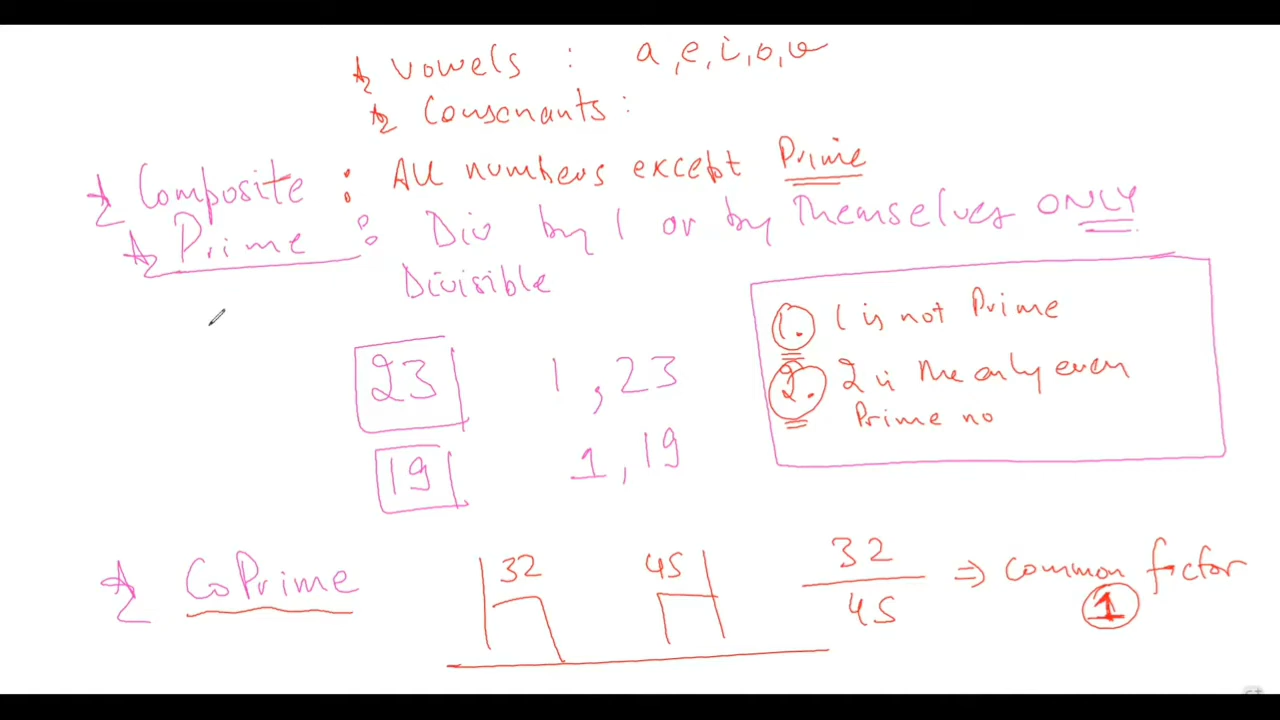 ☆ Vowels : a, e, i, o, u
☆ Consonants :
☆ Composite : All numbers except Prime
☆ Prime : Div by 1 or by Themselves ONLY
Divisible
1. 1 is not Prime
2. 2 is the only even
Prime no
23 1, 23
19 1, 19
☆ CoPrime 32 45 32/45 ⇒ common factor
1